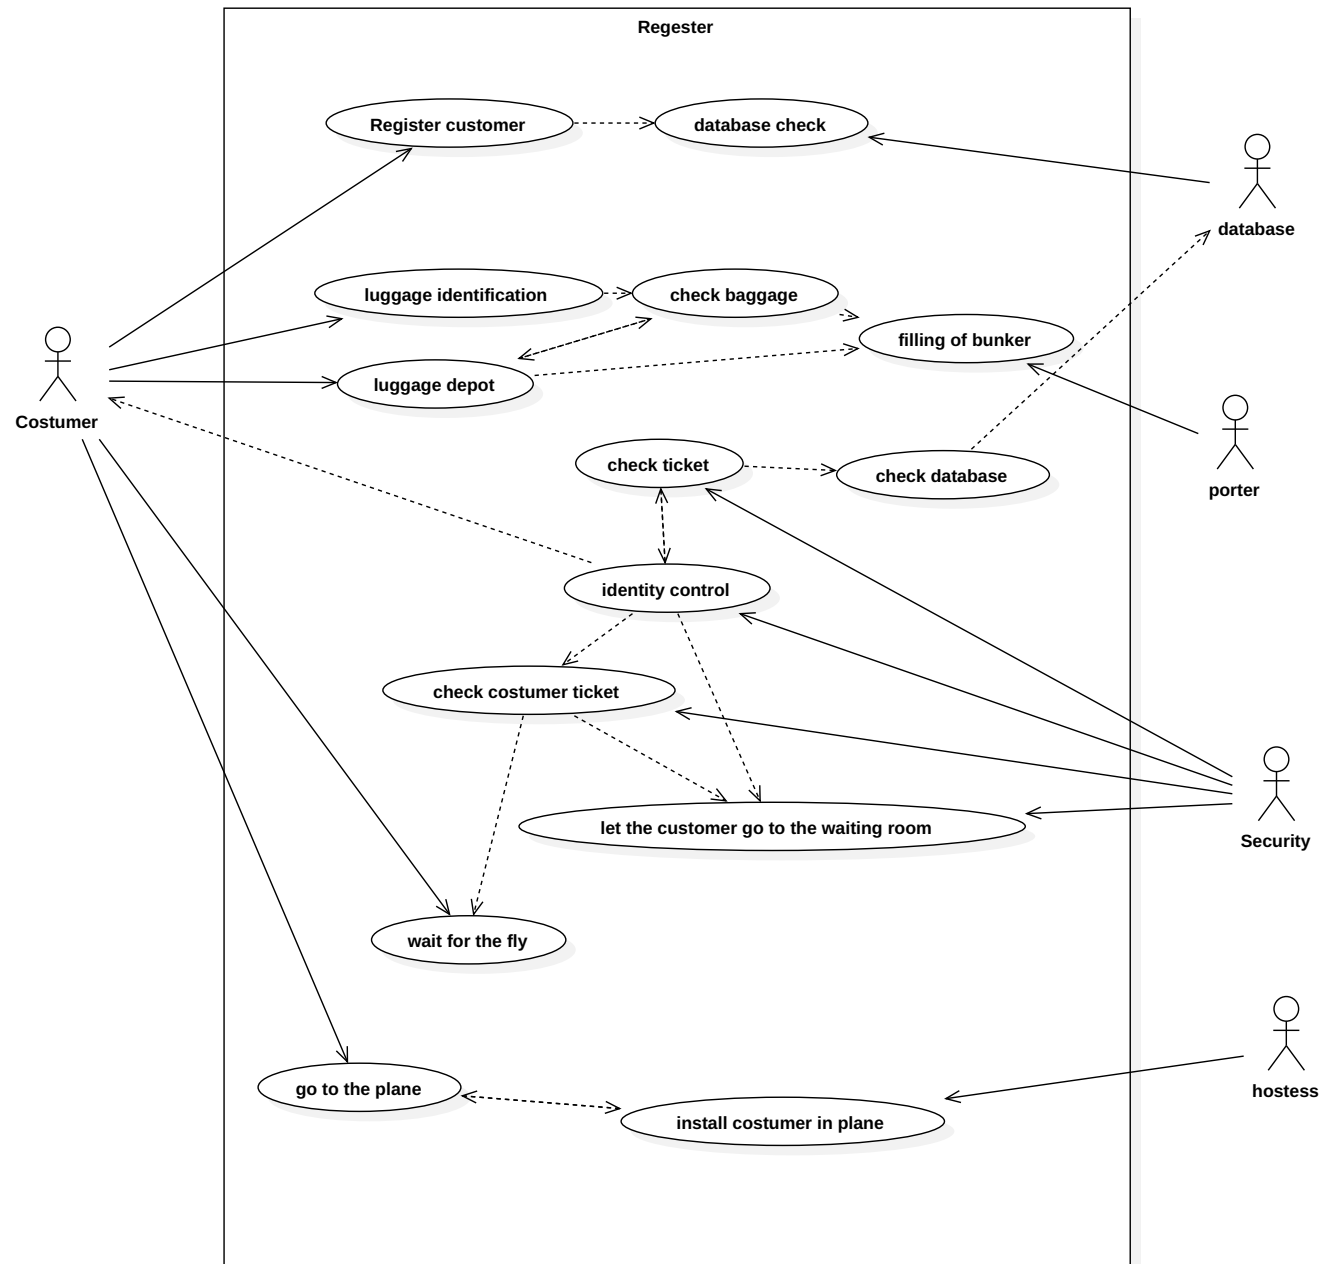 Regester
Register customer
database check
database
luggage identification
check baggage
filling of bunker
luggage depot
Costumer
check ticket
check database
porter
identity control
check costumer ticket
let the customer go to the waiting room
Security
wait for the fly
go to the plane
hostess
install costumer in plane